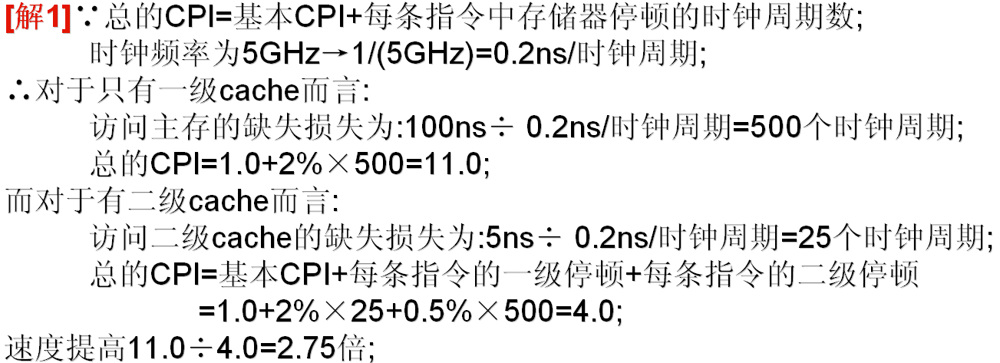 [解1]∵总的CPI=基本CPI+每条指令中存储器停顿的时钟周期数;
时钟频率为5GHz→1/(5GHz)=0.2ns/时钟周期;
∴对于只有一级cache而言:
访问主存的缺失损失为:100ns÷ 0.2ns/时钟周期=500个时钟周期;
总的CPI=1.0+2%×500=11.0;
而对于有二级cache而言:
访问二级cache的缺失损失为:5ns÷ 0.2ns/时钟周期=25个时钟周期;
总的CPI=基本CPI+每条指令的一级停顿+每条指令的二级停顿
=1.0+2%×25+0.5%×500=4.0;
速度提高11.0÷4.0=2.75倍;